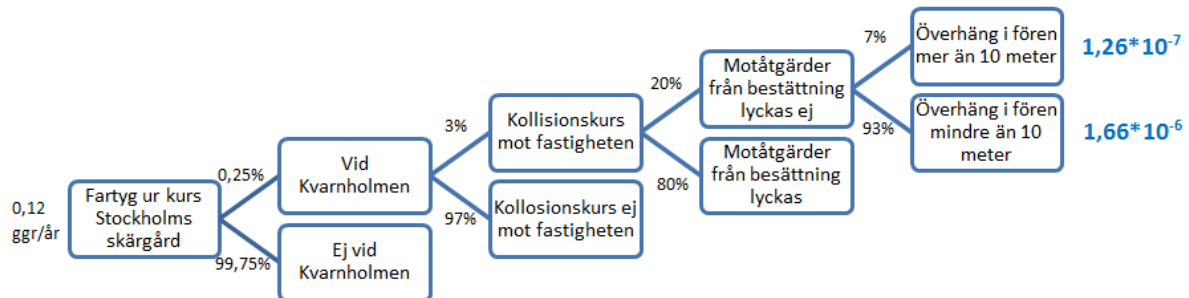 0,12
ggr/år
Fartyg ur kurs
Stockholms
skärgård
0,25%
99,75%
Vid
Kvarnholmen
Ej vid
Kvarnholmen
3%
97%
Kollisionskurs
mot fastigheten
Kollosionskurs ej
mot fastigheten
20%
80%
Motåtgärder
från bestättning
lyckas ej
Motåtgärder
från besättning
lyckas
7%
93%
Överhäng i fören
mer än 10 meter
Överhäng i fören
mindre än 10
meter
1,26*10⁻⁷
1,66*10⁻⁶